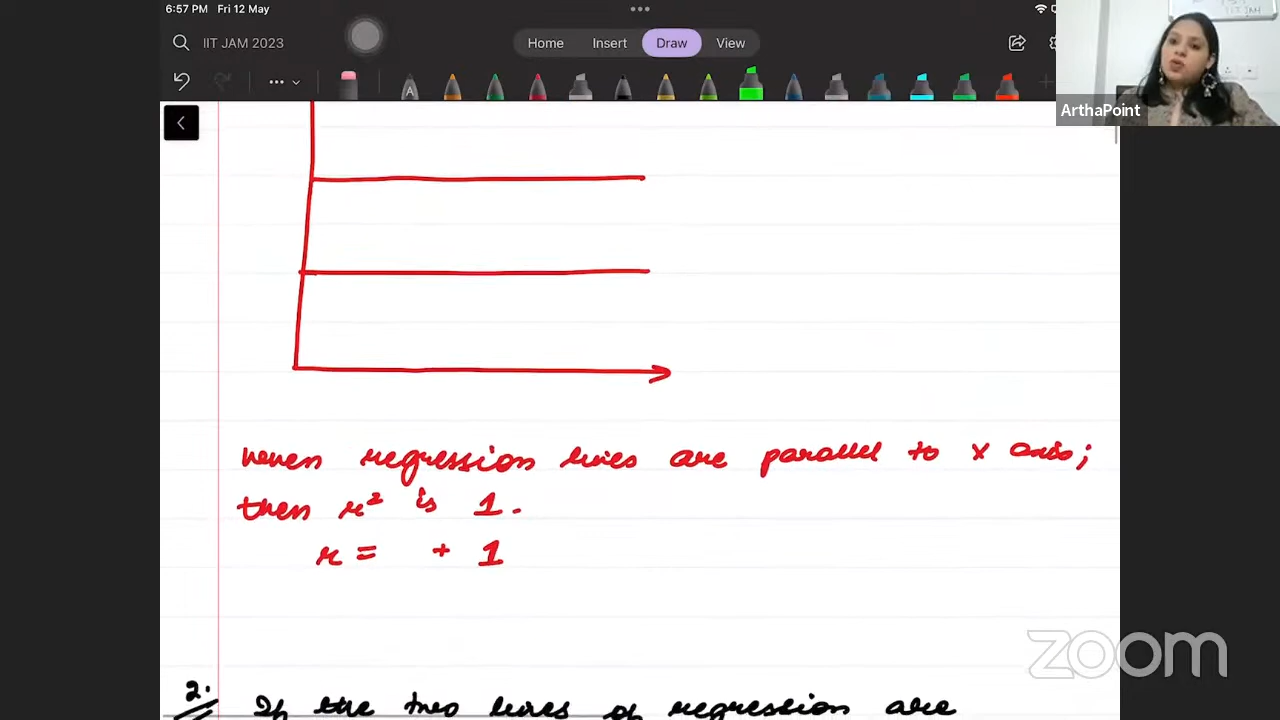 6:57 PM Fri 12 May
IIT JAM 2023
Home Insert Draw View
A
ArthaPoint
when regression lines are parallel to x axis;
then r² is 1.
r = + 1
zoom
2. If the two lines of regression are